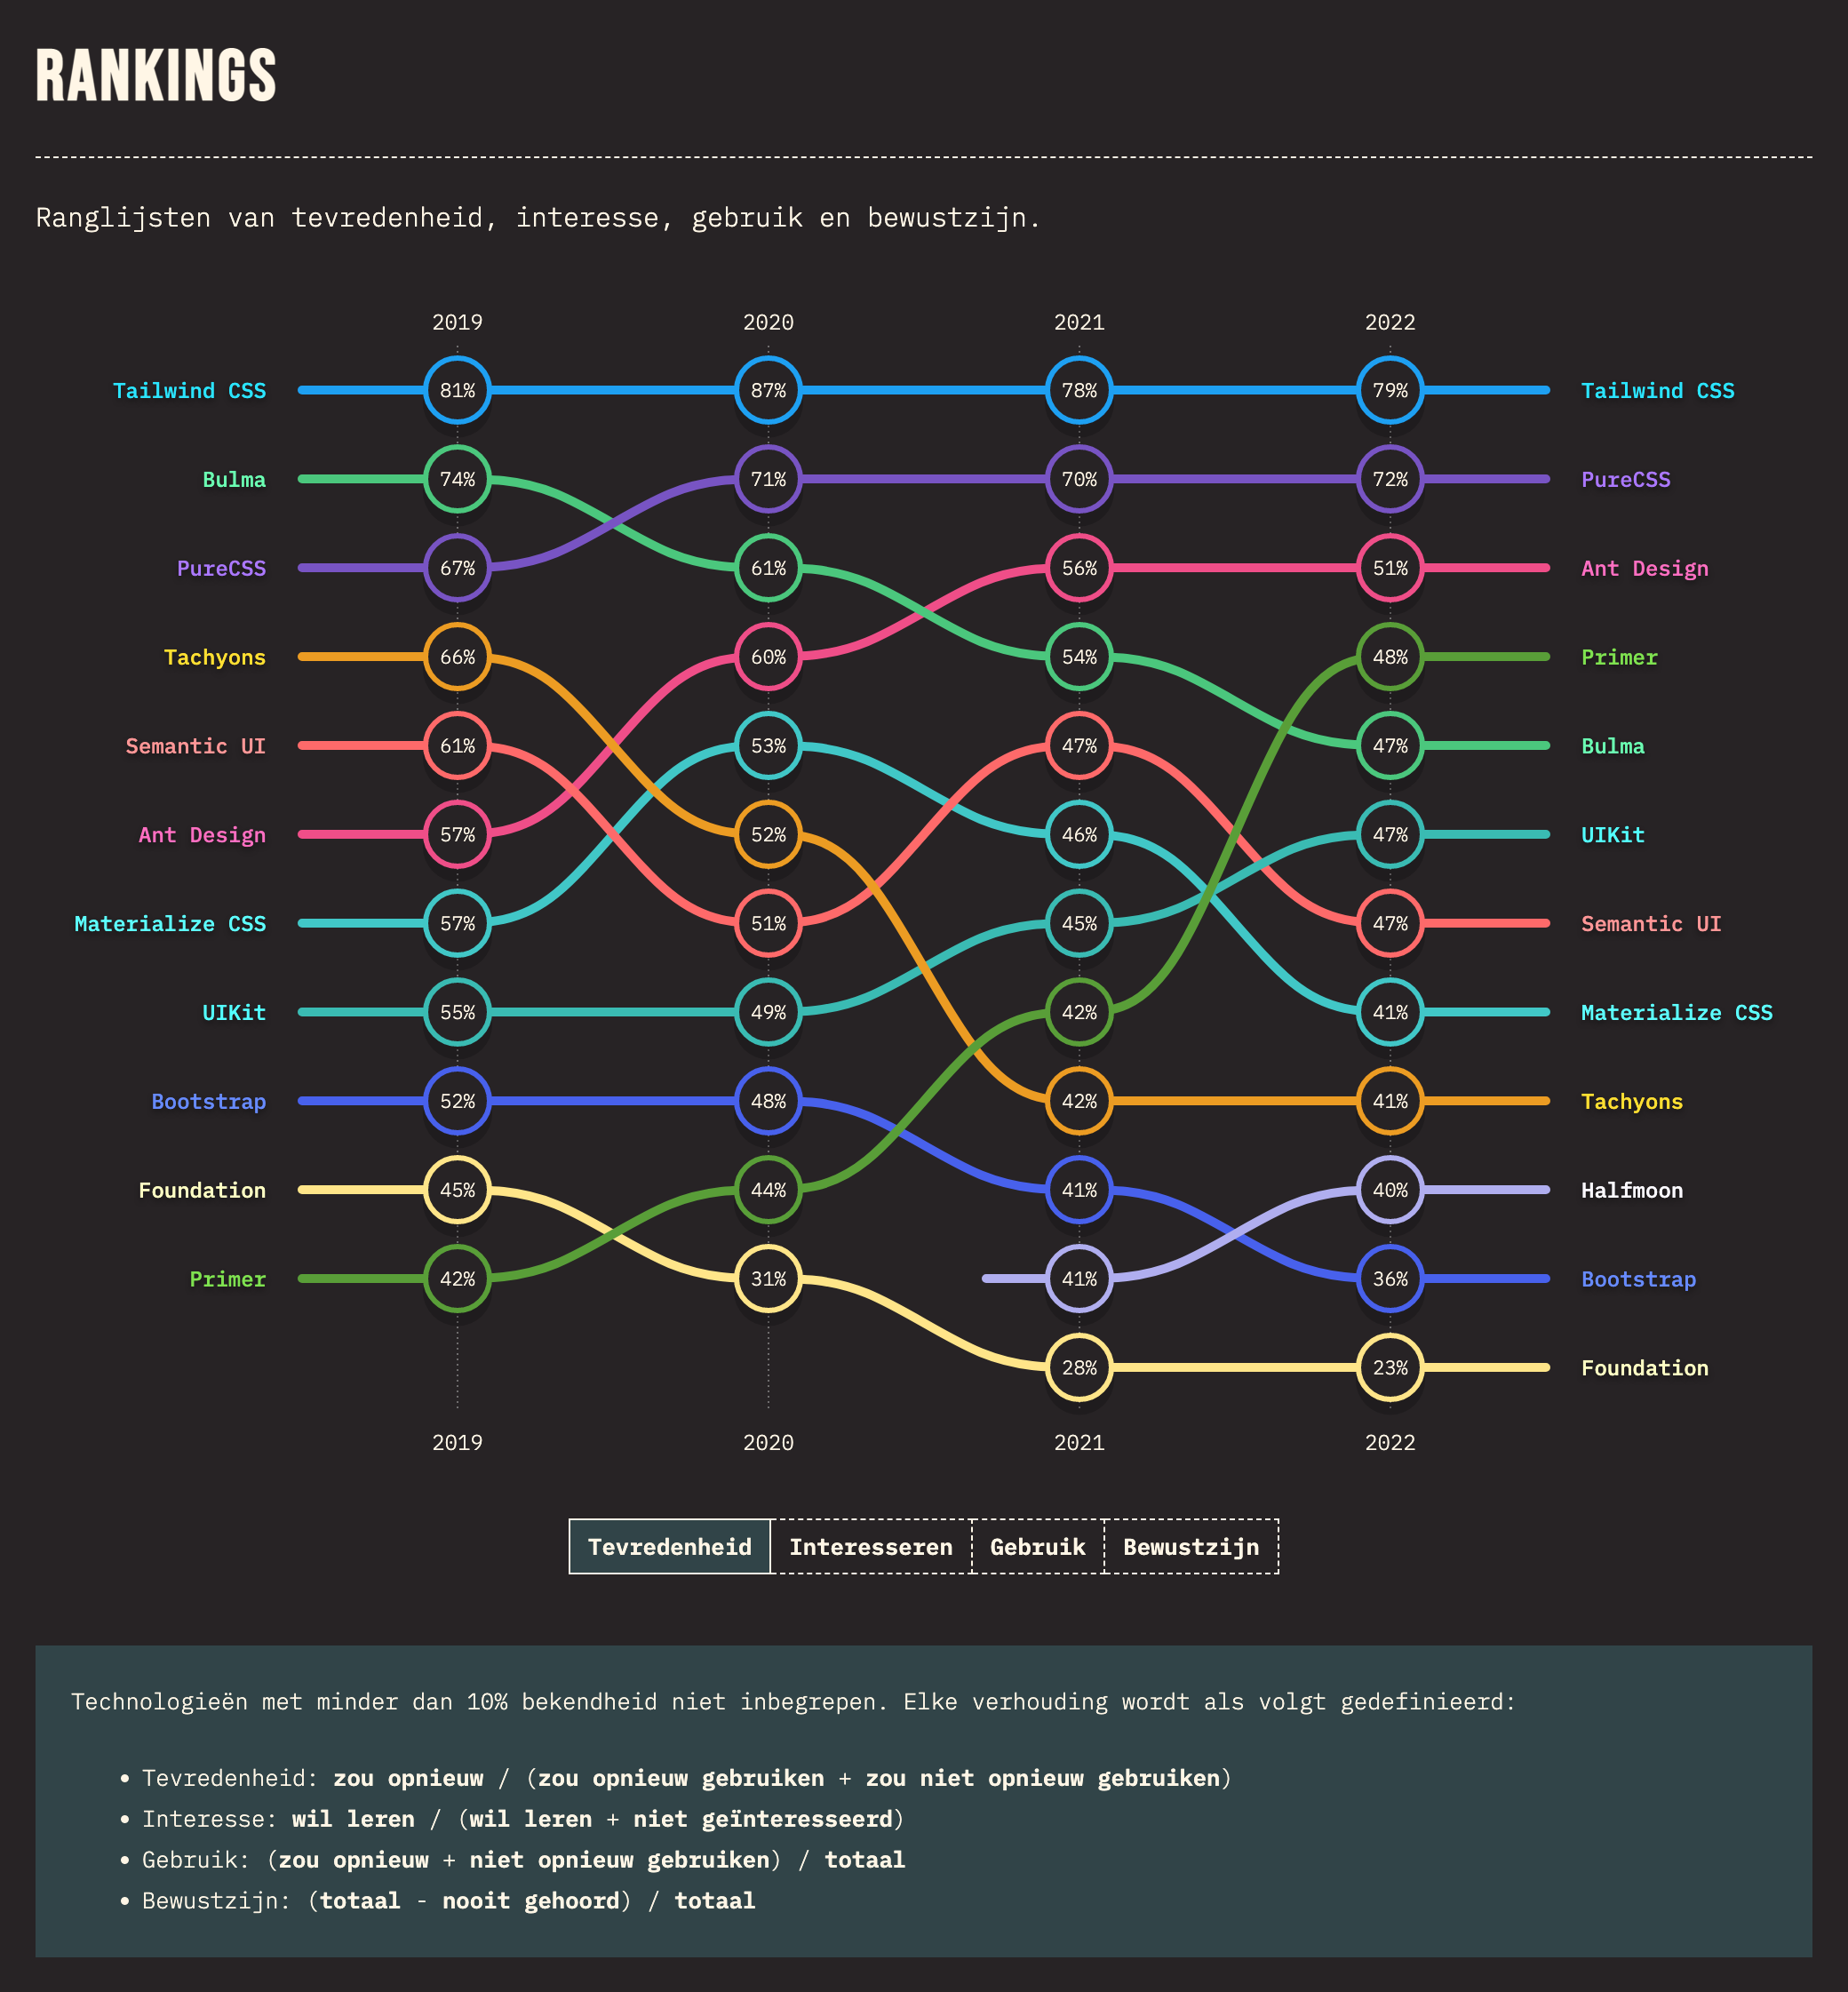 RANKINGS
Ranglijsten van tevredenheid, interesse, gebruik en bewustzijn.
2019 2020 2021 2022
Tailwind CSS 81% 87% 78% 79% Tailwind CSS
Bulma 74% 71% 70% 72% PureCSS
PureCSS 67% 61% 56% 51% Ant Design
Tachyons 66% 60% 54% 48% Primer
Semantic UI 61% 53% 47% 47% Bulma
Ant Design 57% 52% 46% 47% UIKit
Materialize CSS 57% 51% 45% 47% Semantic UI
UIKit 55% 49% 42% 41% Materialize CSS
Bootstrap 52% 48% 42% 41% Tachyons
Foundation 45% 44% 41% 40% Halfmoon
Primer 42% 31% 41% 36% Bootstrap
28% 23% Foundation
2019 2020 2021 2022
Tevredenheid Interesseren Gebruik Bewustzijn
Technologieën met minder dan 10% bekendheid niet inbegrepen. Elke verhouding wordt als volgt gedefinieerd:
• Tevredenheid: zou opnieuw / (zou opnieuw gebruiken + zou niet opnieuw gebruiken)
• Interesse: wil leren / (wil leren + niet geïnteresseerd)
• Gebruik: (zou opnieuw + niet opnieuw gebruiken) / totaal
• Bewustzijn: (totaal - nooit gehoord) / totaal